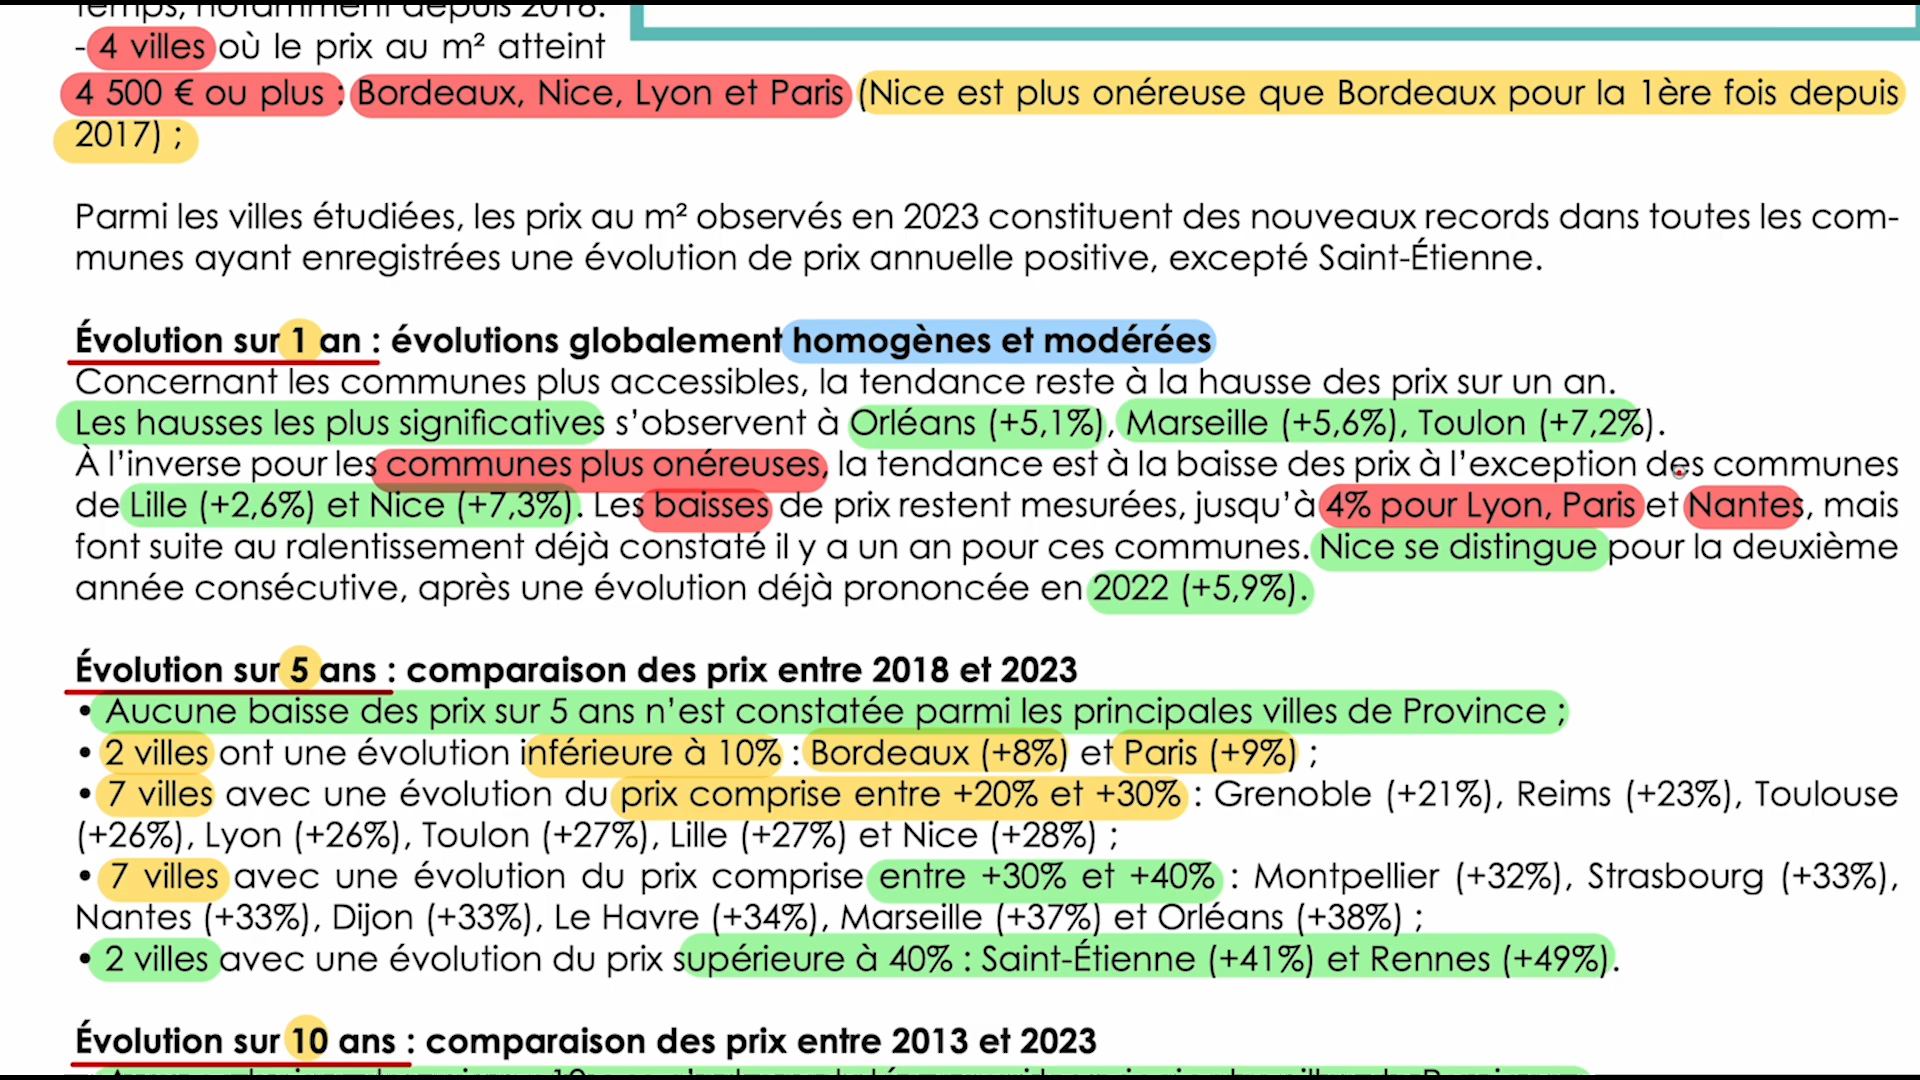 temps, notamment depuis 2018.
- 4 villes où le prix au m² atteint
4 500 € ou plus : Bordeaux, Nice, Lyon et Paris (Nice est plus onéreuse que Bordeaux pour la 1ère fois depuis
2017) ;
Parmi les villes étudiées, les prix au m² observés en 2023 constituent des nouveaux records dans toutes les com-
munes ayant enregistrées une évolution de prix annuelle positive, excepté Saint-Étienne.
Évolution sur 1 an : évolutions globalement homogènes et modérées
Concernant les communes plus accessibles, la tendance reste à la hausse des prix sur un an.
Les hausses les plus significatives s'observent à Orléans (+5,1%), Marseille (+5,6%), Toulon (+7,2%).
À l'inverse pour les communes plus onéreuses, la tendance est à la baisse des prix à l'exception des communes
de Lille (+2,6%) et Nice (+7,3%). Les baisses de prix restent mesurées, jusqu'à 4% pour Lyon, Paris et Nantes, mais
font suite au ralentissement déjà constaté il y a un an pour ces communes. Nice se distingue pour la deuxième
année consécutive, après une évolution déjà prononcée en 2022 (+5,9%).
Évolution sur 5 ans : comparaison des prix entre 2018 et 2023
• Aucune baisse des prix sur 5 ans n'est constatée parmi les principales villes de Province ;
• 2 villes ont une évolution inférieure à 10% : Bordeaux (+8%) et Paris (+9%) ;
• 7 villes avec une évolution du prix comprise entre +20% et +30% : Grenoble (+21%), Reims (+23%), Toulouse
(+26%), Lyon (+26%), Toulon (+27%), Lille (+27%) et Nice (+28%) ;
• 7 villes avec une évolution du prix comprise entre +30% et +40% : Montpellier (+32%), Strasbourg (+33%),
Nantes (+33%), Dijon (+33%), Le Havre (+34%), Marseille (+37%) et Orléans (+38%) ;
• 2 villes avec une évolution du prix supérieure à 40% : Saint-Étienne (+41%) et Rennes (+49%).
Évolution sur 10 ans : comparaison des prix entre 2013 et 2023